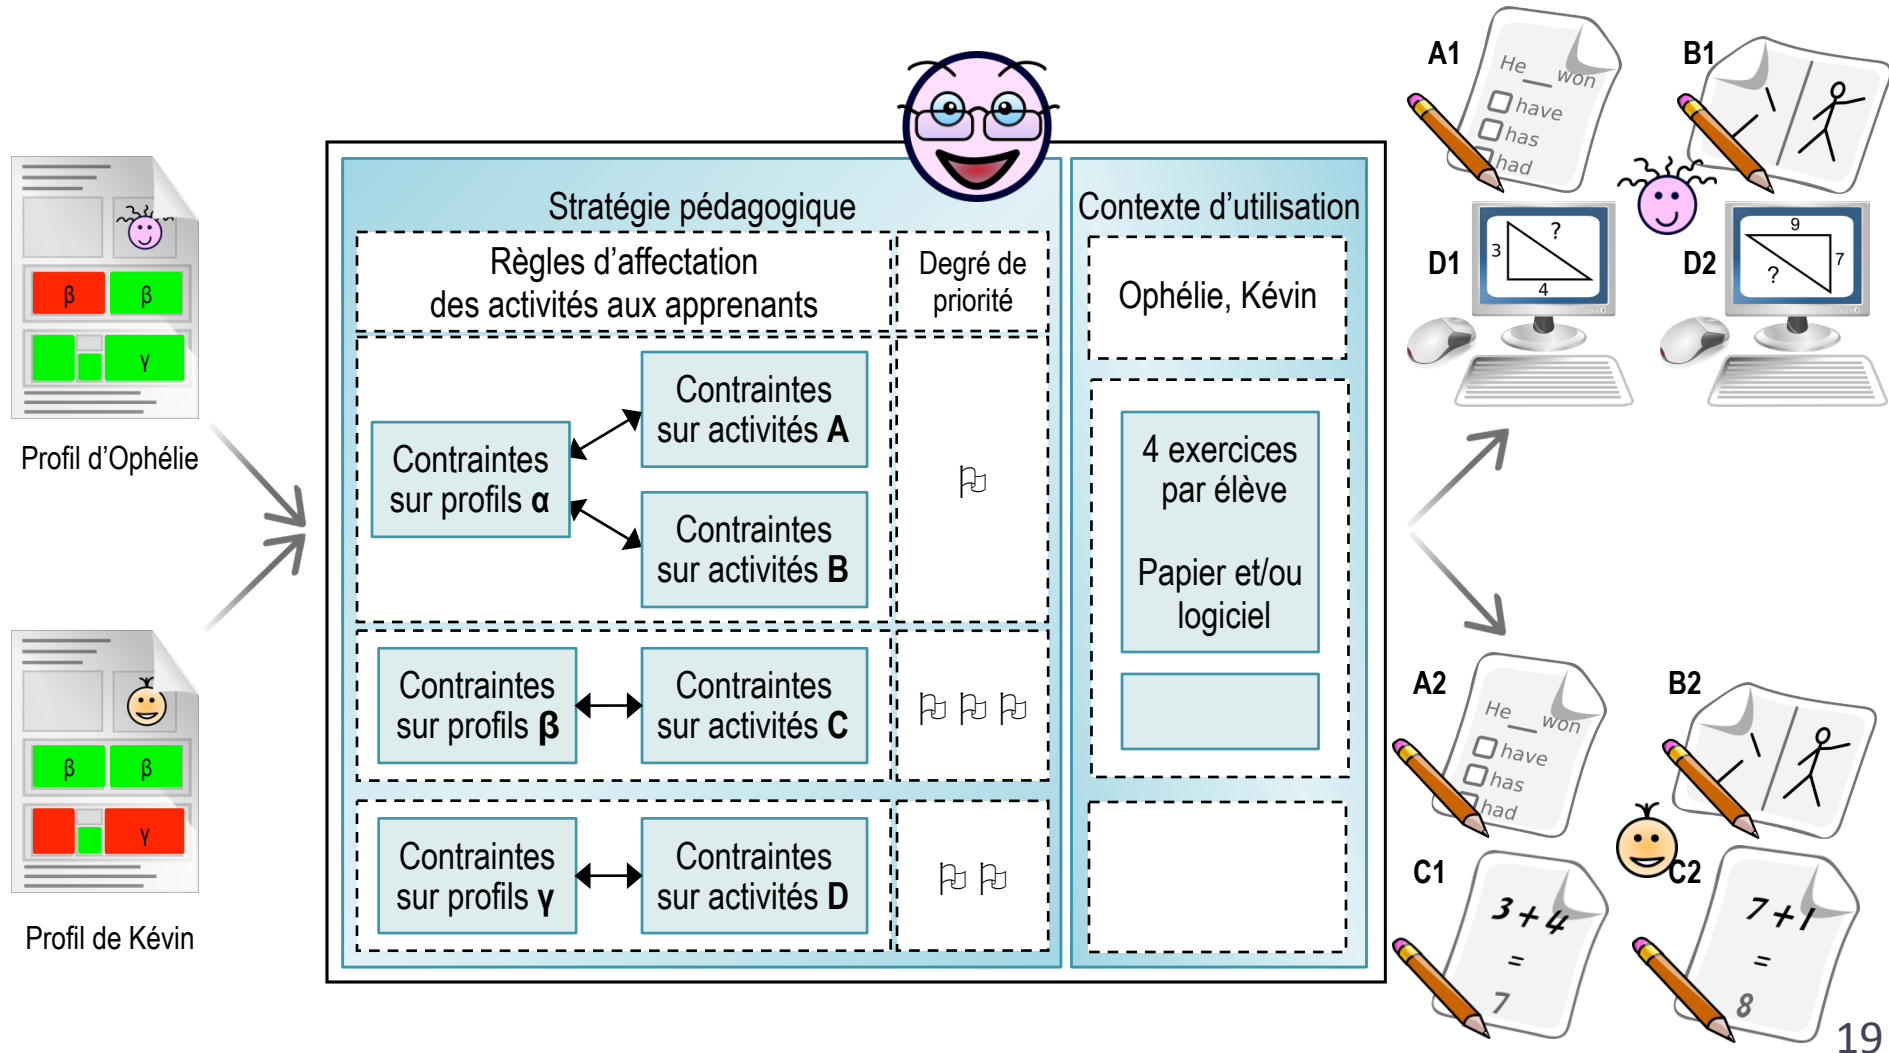 β β
γ
Profil d'Ophélie
β β
γ
Profil de Kévin
Stratégie pédagogique
Règles d'affectation
des activités aux apprenants
Degré de
priorité
Contraintes
sur profils α
Contraintes
sur activités A
Contraintes
sur activités B
Contraintes
sur profils β
Contraintes
sur activités C
Contraintes
sur profils γ
Contraintes
sur activités D
Contexte d'utilisation
Ophélie, Kévin
4 exercices
par élève
Papier et/ou
logiciel
A1
He__ won
have
has
had
B1
D1
3
?
4
D2
9
7
?
A2
He__ won
have
has
had
B2
C1
3+4
=
7
C2
7+1
=
8
19